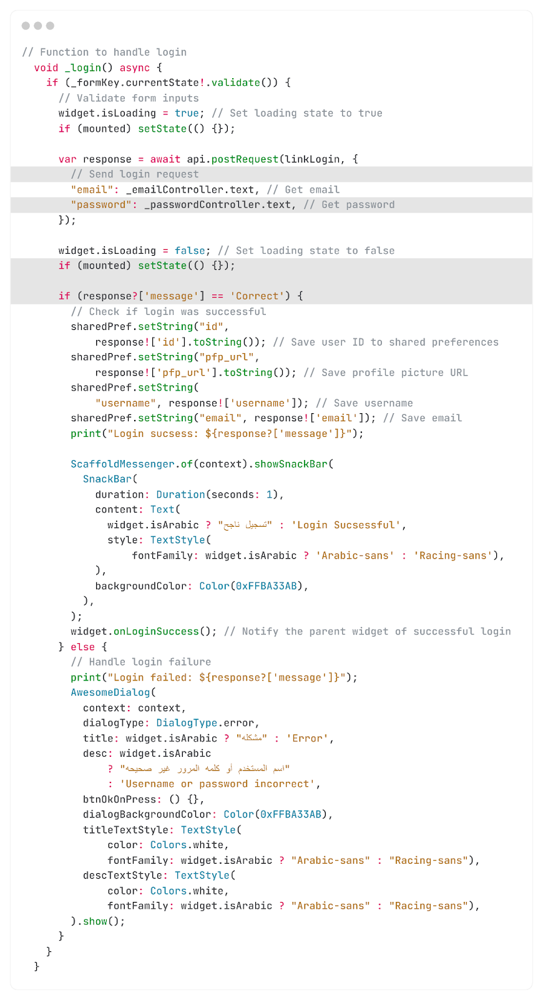 // Function to handle login
  void _login() async {
    if (_formKey.currentState!.validate()) {
      // Validate form inputs
      widget.isLoading = true; // Set loading state to true
      if (mounted) setState(() {});

      var response = await api.postRequest(linkLogin, {
        // Send login request
        "email": _emailController.text, // Get email
        "password": _passwordController.text, // Get password
      });

      widget.isLoading = false; // Set loading state to false
      if (mounted) setState(() {});

      if (response?['message'] == 'Correct') {
        // Check if login was successful
        sharedPref.setString("id",
            response!['id'].toString()); // Save user ID to shared preferences
        sharedPref.setString("pfp_url",
            response!['pfp_url'].toString()); // Save profile picture URL
        sharedPref.setString(
            "username", response!['username']); // Save username
        sharedPref.setString("email", response!['email']); // Save email
        print("Login sucsess: ${response?['message']}");

        ScaffoldMessenger.of(context).showSnackBar(
          SnackBar(
            duration: Duration(seconds: 1),
            content: Text(
              widget.isArabic ? "تسجيل ناجح" : 'Login Sucsessful',
              style: TextStyle(
                  fontFamily: widget.isArabic ? 'Arabic-sans' : 'Racing-sans'),
            ),
            backgroundColor: Color(0xFFBA33AB),
          ),
        );
        widget.onLoginSuccess(); // Notify the parent widget of successful login
      } else {
        // Handle login failure
        print("Login failed: ${response?['message']}");
        AwesomeDialog(
          context: context,
          dialogType: DialogType.error,
          title: widget.isArabic ? "مشكله" : 'Error',
          desc: widget.isArabic
              ? "اسم المستخدم أو كلمه المرور غير صحيحه"
              : 'Username or password incorrect',
          btnOkOnPress: () {},
          dialogBackgroundColor: Color(0xFFBA33AB),
          titleTextStyle: TextStyle(
              color: Colors.white,
              fontFamily: widget.isArabic ? "Arabic-sans" : "Racing-sans"),
          descTextStyle: TextStyle(
              color: Colors.white,
              fontFamily: widget.isArabic ? "Arabic-sans" : "Racing-sans"),
        ).show();
      }
    }
  }